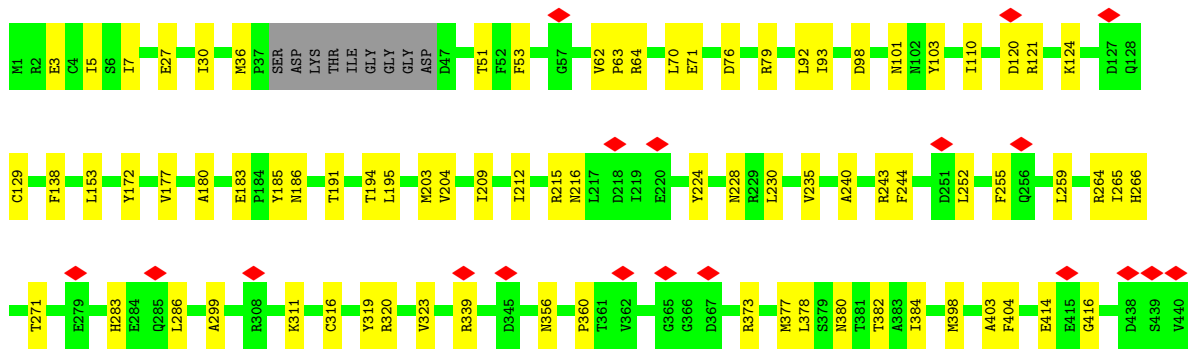 M1 R2 E3 C4 I5 S6 I7 E27 I30 M36 P37 SER ASP LYS THR ILE GLY GLY GLY ASP D47 T51 F52 F53 G57 V62 P63 R64 L70 E71 D76 R79 L92 I93 D98 N101 N102 Y103 I110 D120 R121 K124 D127 Q128
C129 F138 L153 Y172 V177 A180 E183 P184 Y185 N186 T191 T194 L195 M203 V204 I209 I212 R215 N216 L217 D218 I219 E220 Y224 N228 R229 L230 V235 A240 R243 F244 D251 L252 F255 Q256 L259 R264 I265 H266
T271 E279 H283 E284 Q285 L286 A299 R308 K311 C316 Y319 R320 V323 R339 D345 N356 P360 T361 V362 G365 G366 D367 R373 M377 L378 S379 N380 T381 T382 A383 I384 M398 A403 F404 E414 E415 G416 D438 S439 V440